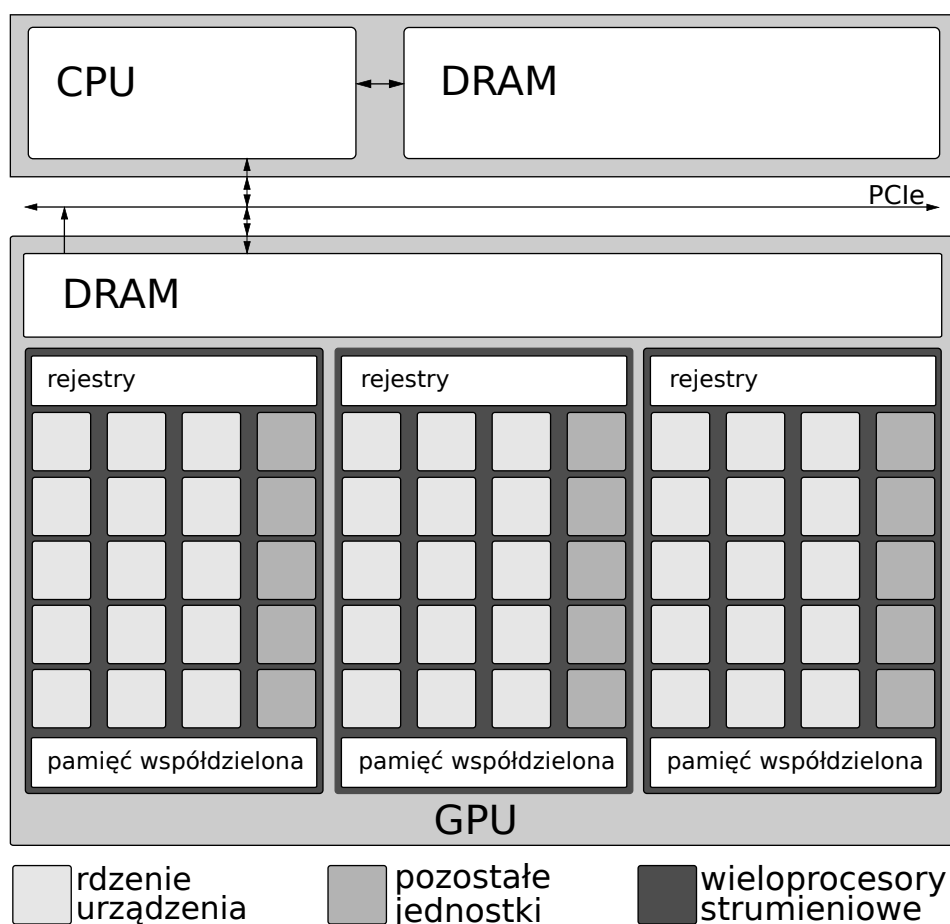 CPU
DRAM
PCIe
DRAM
rejestry
rejestry
rejestry
pamięć współdzielona
pamięć współdzielona
pamięć współdzielona
GPU
rdzenie
urządzenia
pozostałe
jednostki
wieloprocesory
strumieniowe